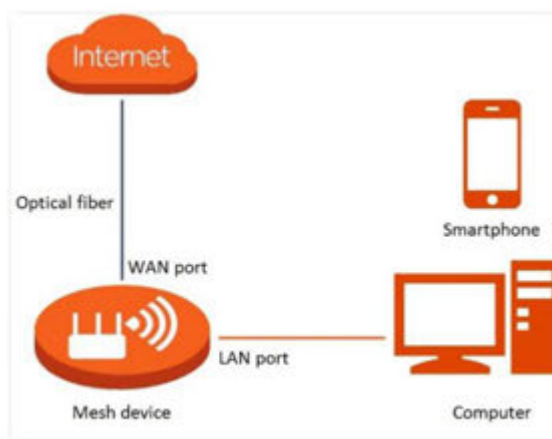 Internet
Optical fiber
Smartphone
WAN port
LAN port
Mesh device
Computer